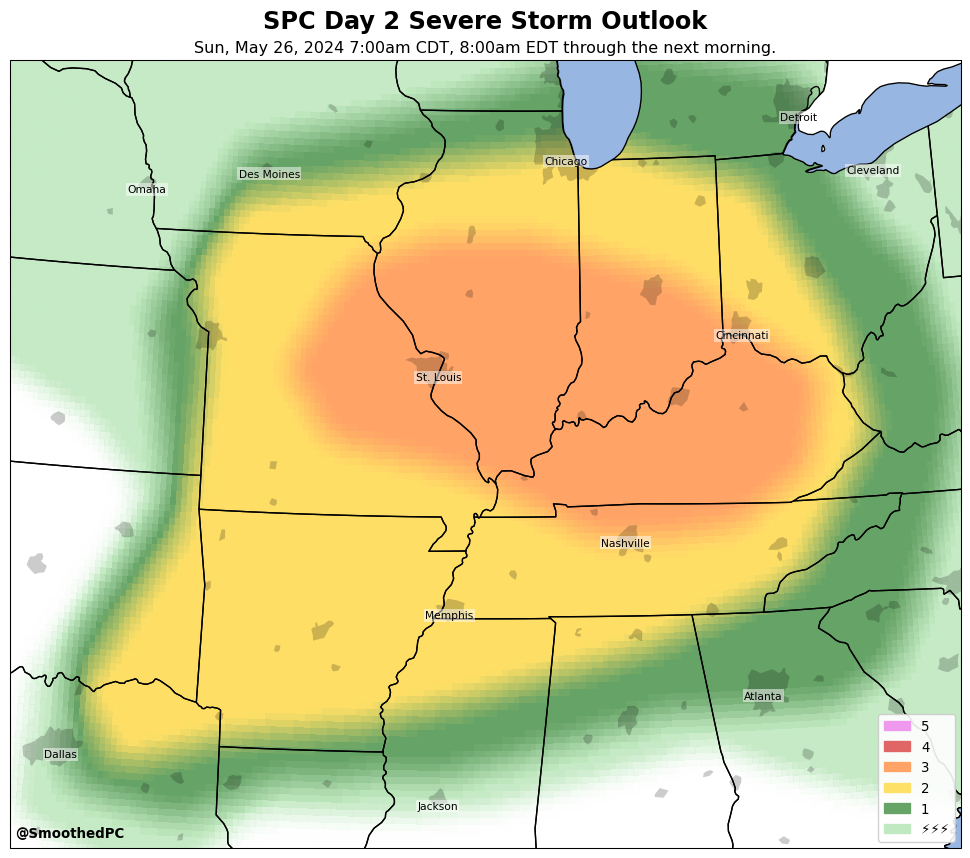 SPC Day 2 Severe Storm Outlook
Sun, May 26, 2024 7:00am CDT, 8:00am EDT through the next morning.
Detroit
Chicago
Cleveland
Des Moines
Omaha
Cincinnati
St. Louis
Nashville
Memphis
Atlanta
Dallas
Jackson
5
4
3
2
1
⚡⚡⚡
@SmoothedPC